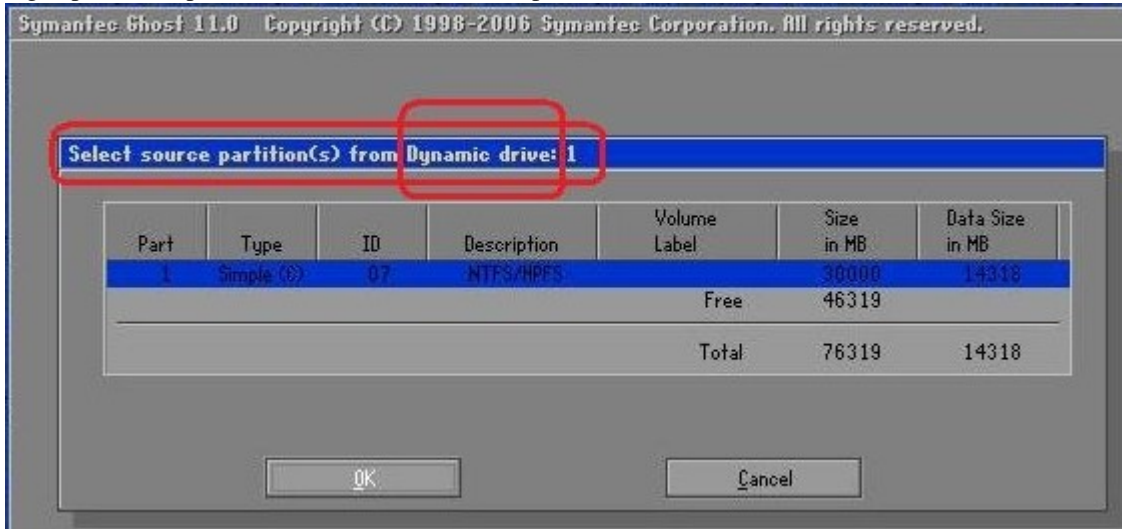 Symantec Ghost 11.0 Copyright (C) 1998-2006 Symantec Corporation. All rights reserved.
Select source partition(s) from Dynamic drive: 1
Part Type ID Description Volume Label Size in MB Data Size in MB
1 Simple (6) 07 NTFS/HPFS 30000 14318
Free 46319
Total 76319 14318
OK Cancel